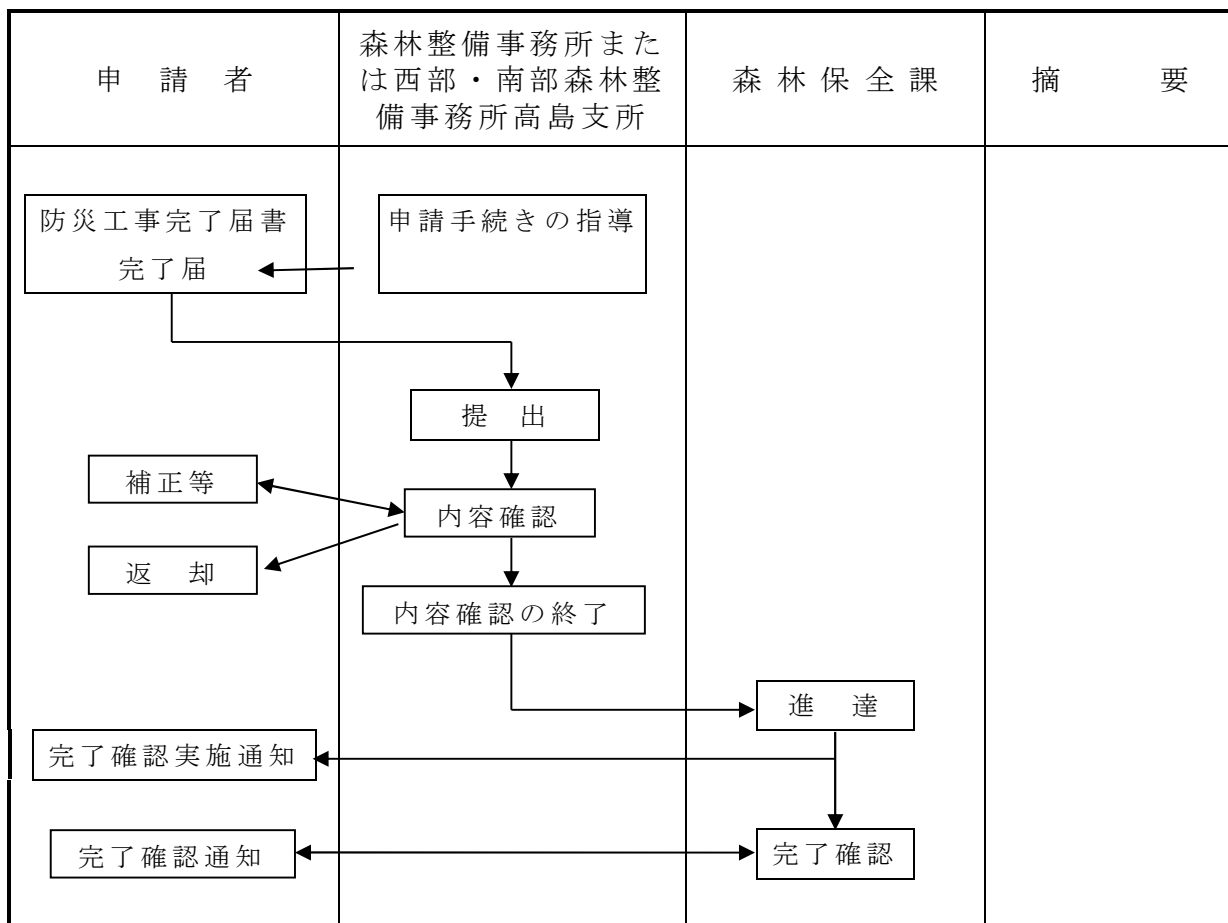 申　請　者
森林整備事務所また
は西部・南部森林整
備事務所高島支所
森林保全課
摘　　　要
防災工事完了届書
完了届
申請手続きの指導
提　出
補正等
内容確認
返　却
内容確認の終了
進　達
完了確認実施通知
完了確認通知
完了確認